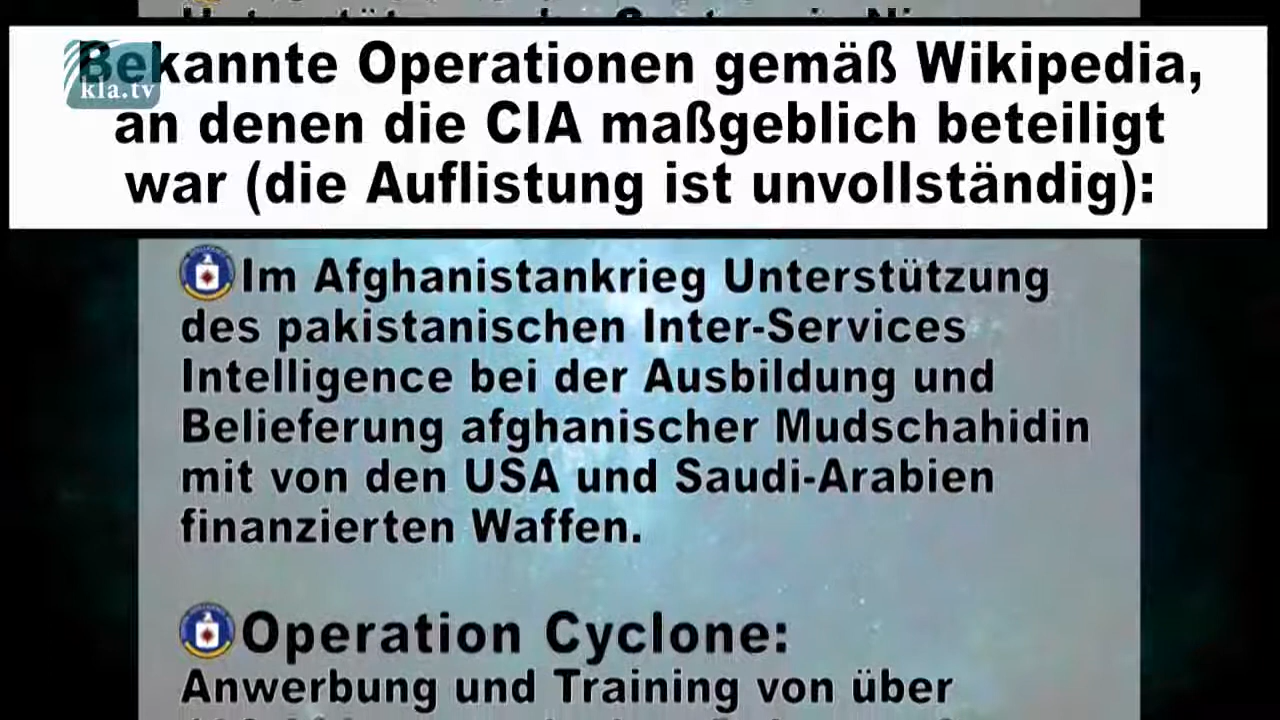 Bekannte Operationen gemäß Wikipedia,
kla.tv
an denen die CIA maßgeblich beteiligt
war (die Auflistung ist unvollständig):
Im Afghanistankrieg Unterstützung
des pakistanischen Inter-Services
Intelligence bei der Ausbildung und
Belieferung afghanischer Mudschahidin
mit von den USA und Saudi-Arabien
finanzierten Waffen.
Operation Cyclone:
Anwerbung und Training von über